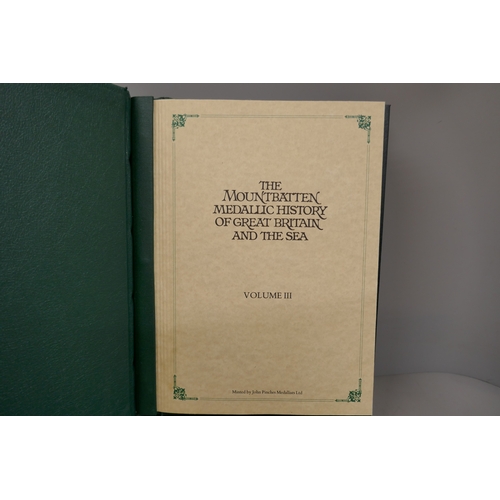 THE
MOUNTBATTEN
MEDALLIC HISTORY
OF GREAT BRITAIN
AND THE SEA
VOLUME III
Minted by John Pinches Medallists Ltd.